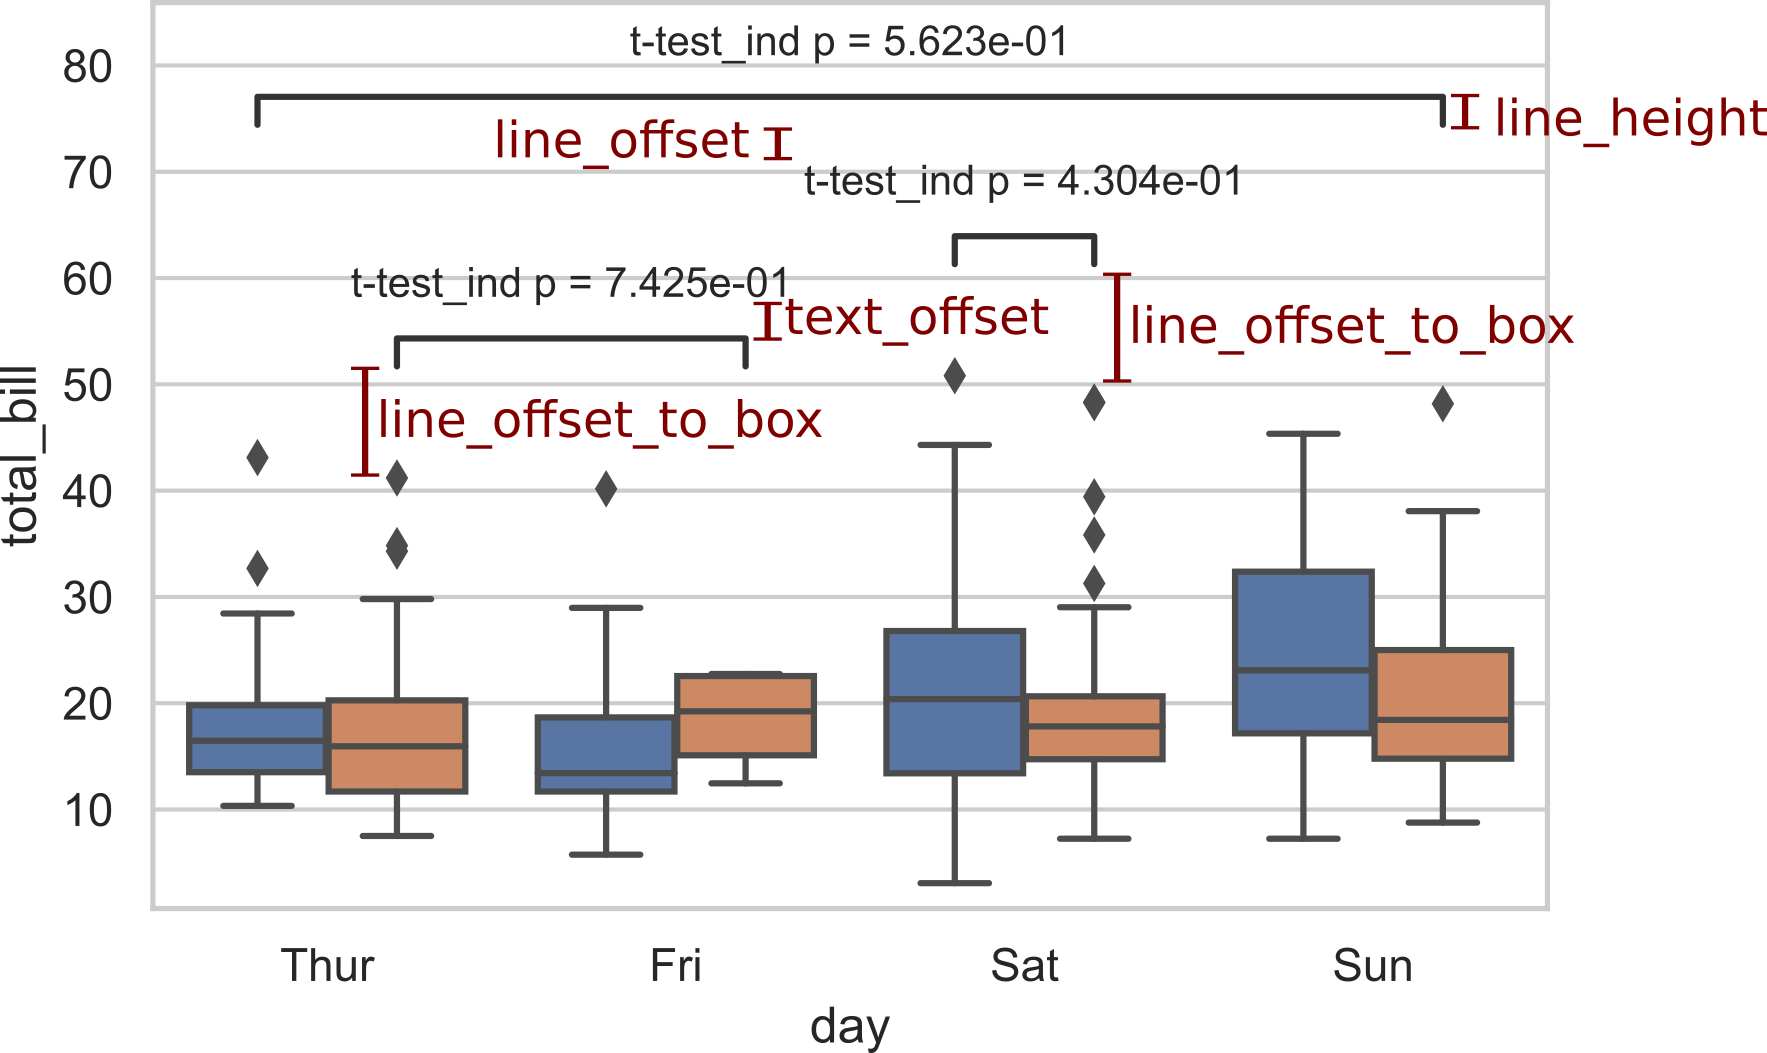 t-test_ind p = 5.623e-01
80
line_height
line_offset
70
t-test_ind p = 4.304e-01
60
t-test_ind p = 7.425e-01
text_offset
line_offset_to_box
50
line_offset_to_box
total_bill
40
30
20
10
Thur Fri Sat Sun
day